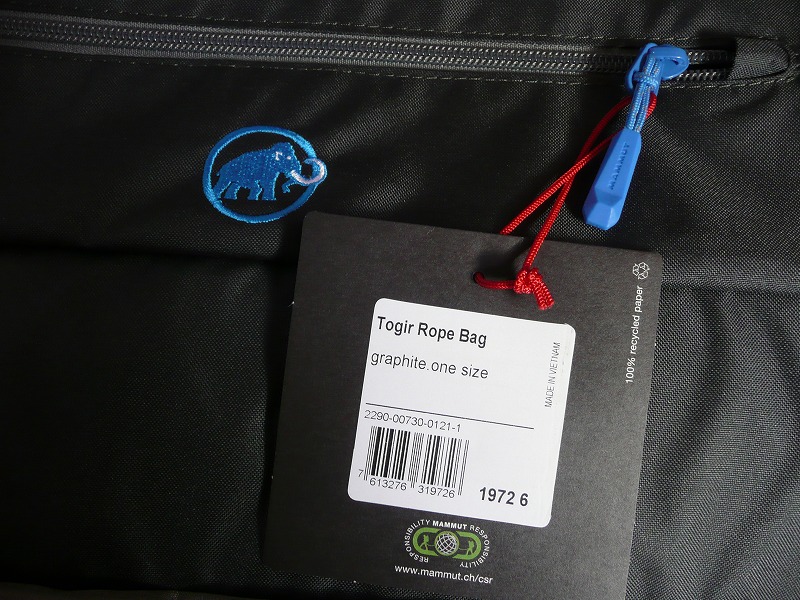 MAMMUT
100% recycled paper
Togir Rope Bag
graphite.one size
MADE IN VIETNAM
2290-00730-0121-1
7 613276 319726
1972 6
RESPONSIBILITY MAMMUT RESPONSIBILITY
www.mammut.ch/csr